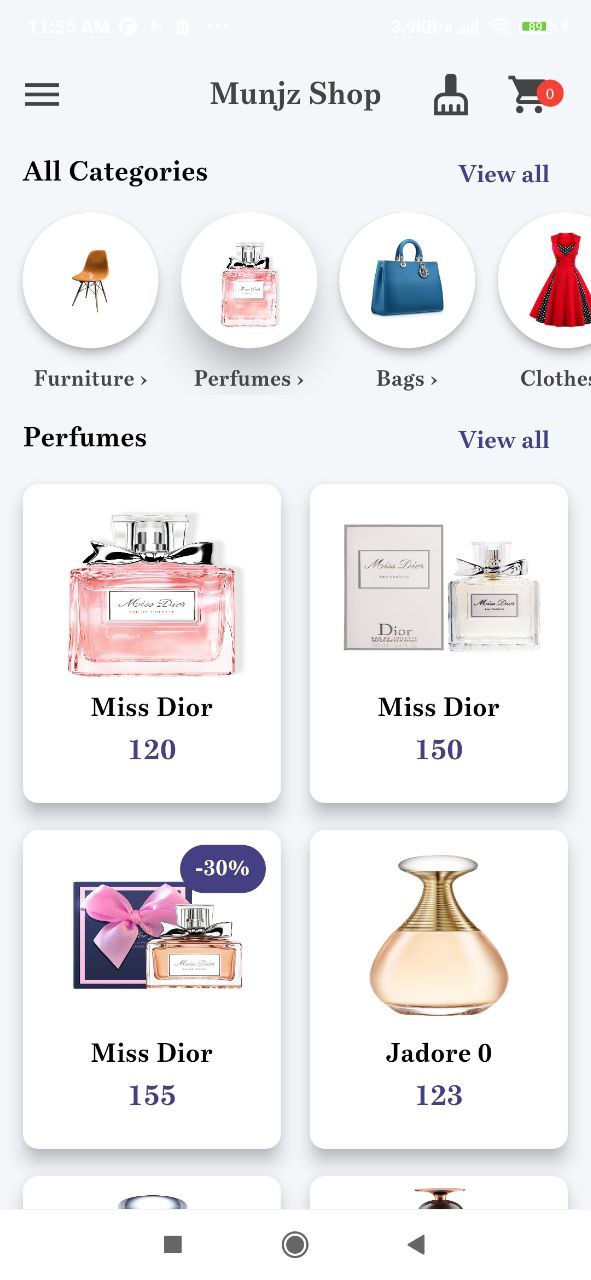 11:55 AM
3.9KB/s
89
Munjz Shop
0
All Categories
View all
Furniture ›
Perfumes ›
Bags ›
Clothes
Perfumes
View all
Miss Dior
Miss Dior
120
Miss Dior
Dior
Miss Dior
Miss Dior
150
-30%
Miss Dior
Miss Dior
155
Jadore 0
123